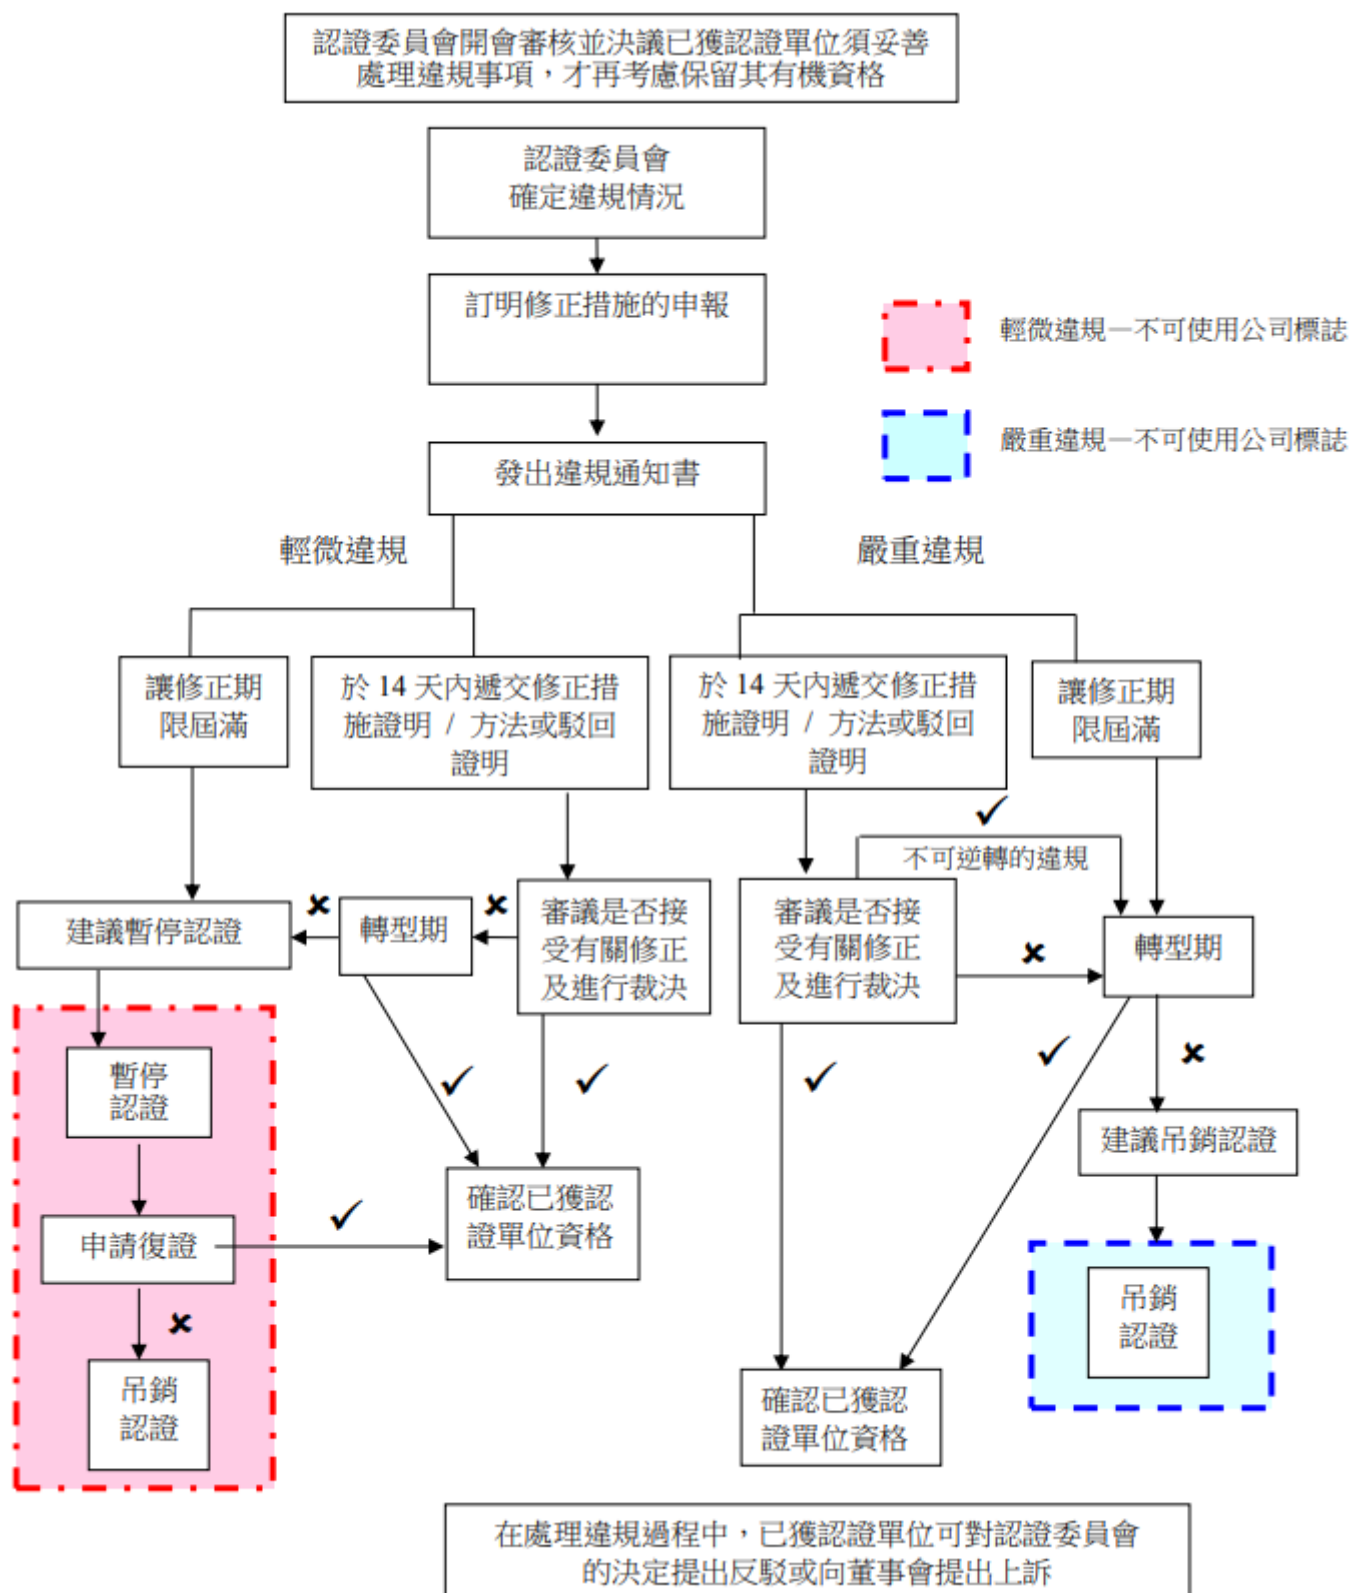 認證委員會開會審核並決議已獲認證單位須妥善
處理違規事項，才再考慮保留其有機資格
認證委員會
確定違規情況
訂明修正措施的申報
輕微違規－不可使用公司標誌
嚴重違規－不可使用公司標誌
發出違規通知書
輕微違規
嚴重違規
讓修正期
限屆滿
於 14 天內遞交修正措
施證明 / 方法或駁回
證明
於 14 天內遞交修正措
施證明 / 方法或駁回
證明
讓修正期
限屆滿
不可逆轉的違規
建議暫停認證
轉型期
審議是否接
受有關修正
及進行裁決
審議是否接
受有關修正
及進行裁決
轉型期
暫停
認證
建議吊銷認證
申請復證
確認已獲認
證單位資格
吊銷
認證
吊銷
認證
確認已獲認
證單位資格
在處理違規過程中，已獲認證單位可對認證委員會
的決定提出反駁或向董事會提出上訴